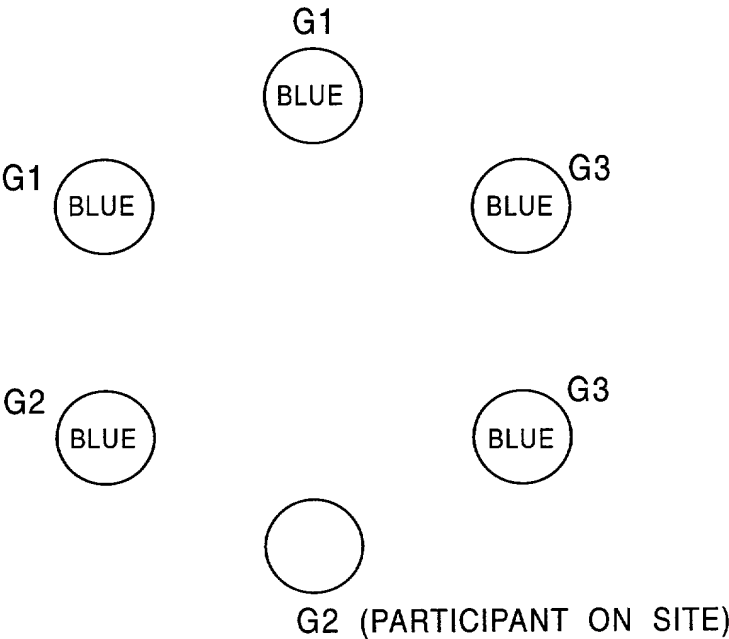 G1
BLUE
G1
BLUE
G3
BLUE
G2
BLUE
G3
BLUE
G2 (PARTICIPANT ON SITE)